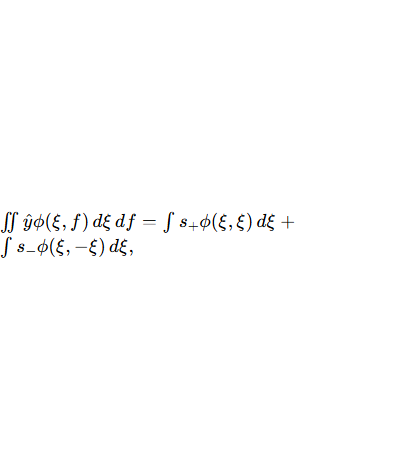 ∬ ŷϕ(ξ, f) dξ df = ∫ s₊ϕ(ξ, ξ) dξ +
∫ s₋ϕ(ξ, −ξ) dξ,